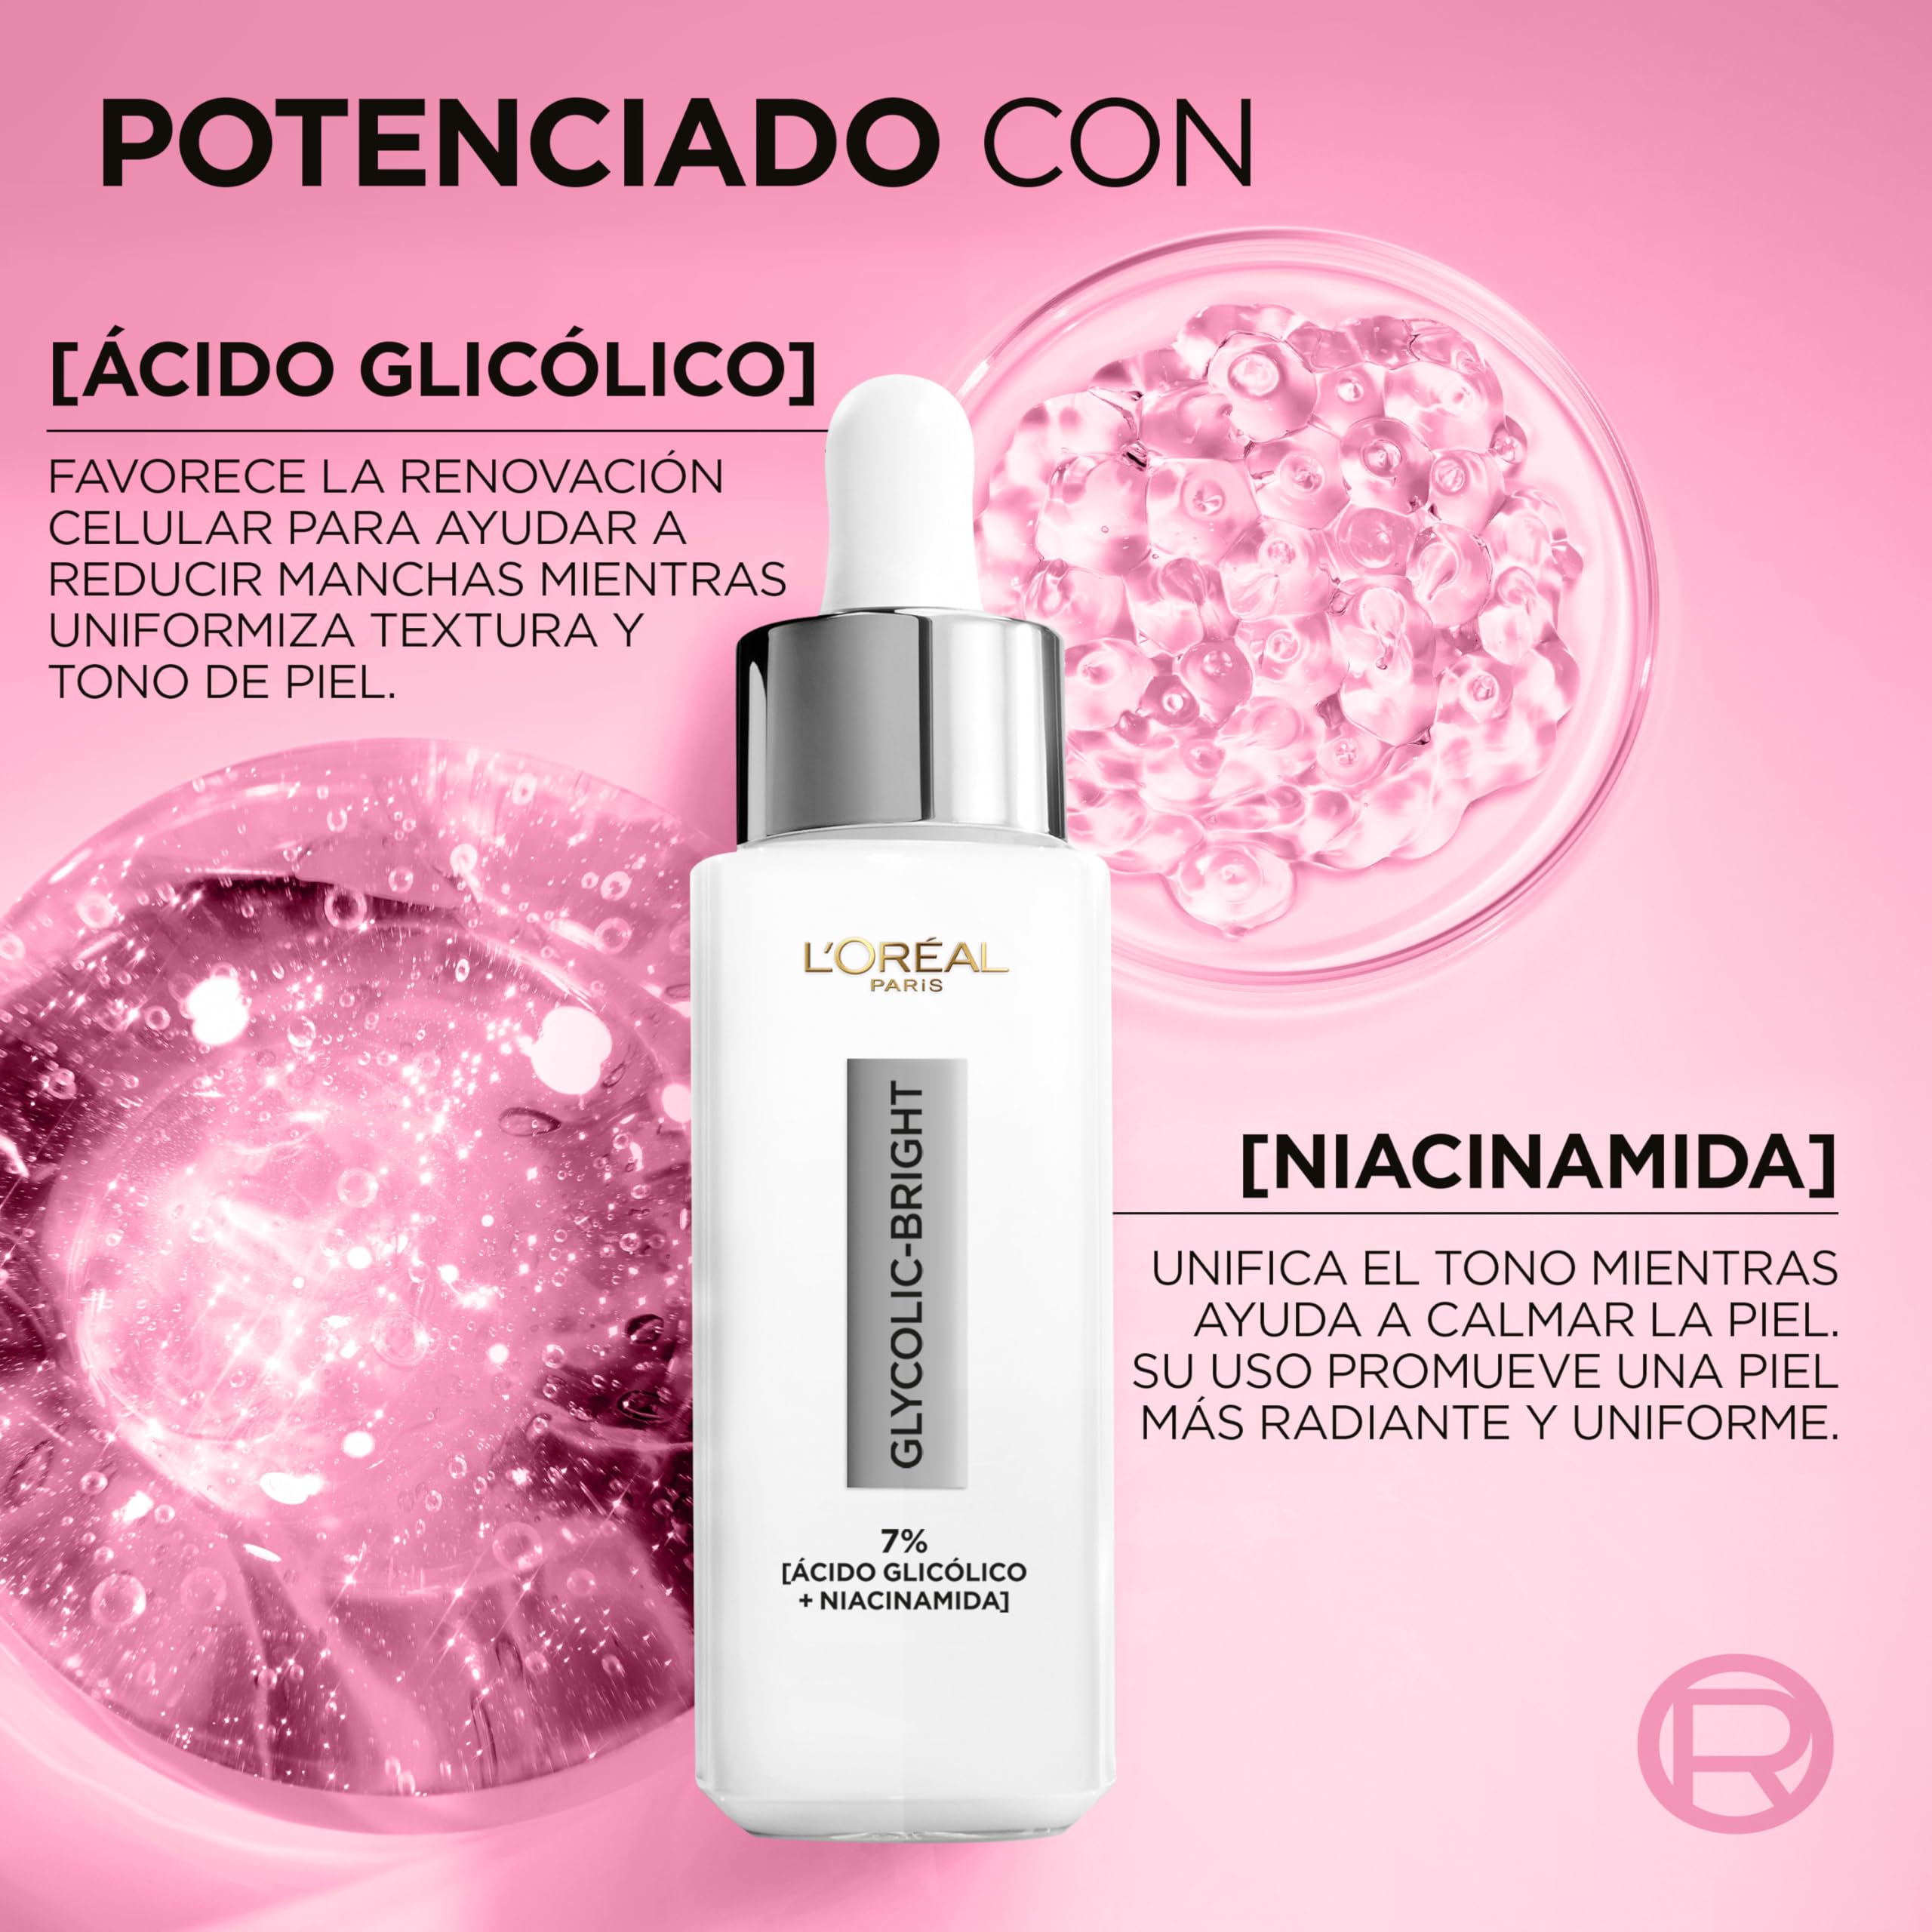 POTENCIADO CON
[ÁCIDO GLICÓLICO]
FAVORECE LA RENOVACIÓN
CELULAR PARA AYUDAR A
REDUCIR MANCHAS MIENTRAS
UNIFORMIZA TEXTURA Y
TONO DE PIEL.
L'ORÉAL
PARiS
GLYCOLIC-BRIGHT
7%
[ÁCIDO GLICÓLICO
+ NIACINAMIDA]
[NIACINAMIDA]
UNIFICA EL TONO MIENTRAS
AYUDA A CALMAR LA PIEL.
SU USO PROMUEVE UNA PIEL
MÁS RADIANTE Y UNIFORME.
R